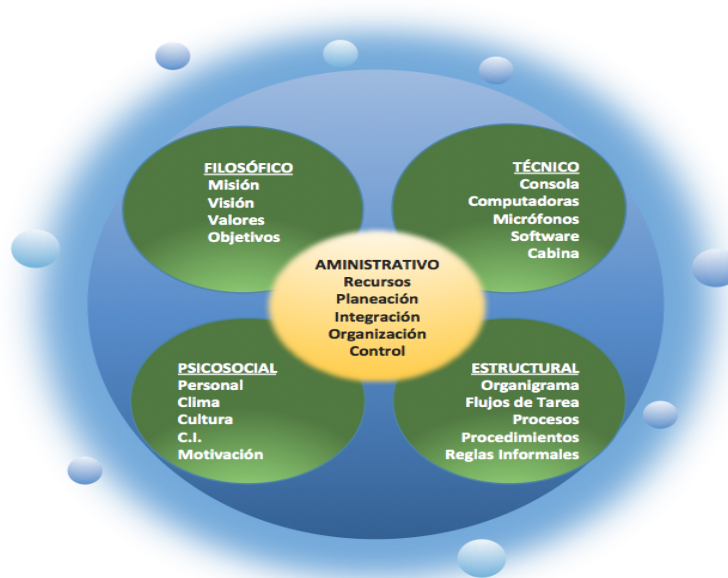 FILOSÓFICO
Misión
Visión
Valores
Objetivos
TÉCNICO
Consola
Computadoras
Micrófonos
Software
Cabina
AMINISTRATIVO
Recursos
Planeación
Integración
Organización
Control
PSICOSOCIAL
Personal
Clima
Cultura
C.I.
Motivación
ESTRUCTURAL
Organigrama
Flujos de Tarea
Procesos
Procedimientos
Reglas Informales